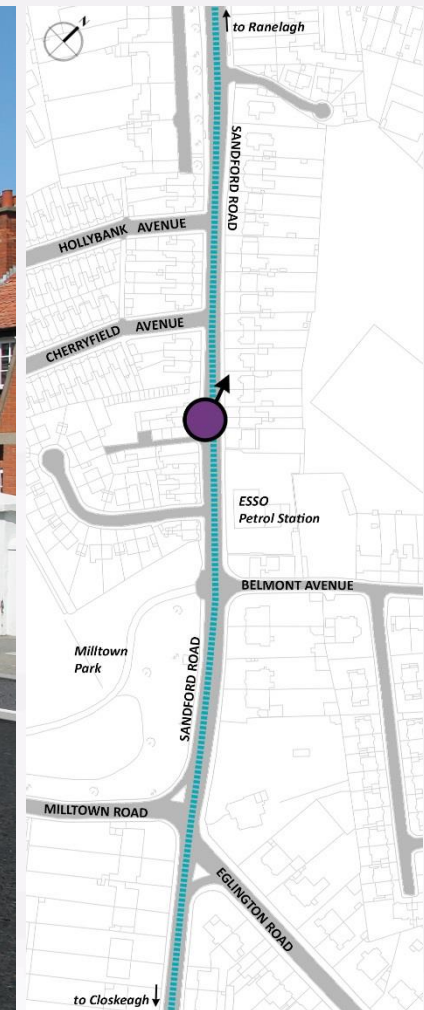 to Ranelagh
N
SANDFORD ROAD
HOLLYBANK AVENUE
CHERRYFIELD AVENUE
ESSO
Petrol Station
BELMONT AVENUE
Milltown
Park
SANDFORD ROAD
MILLTOWN ROAD
EGLINGTON ROAD
to Closkeagh